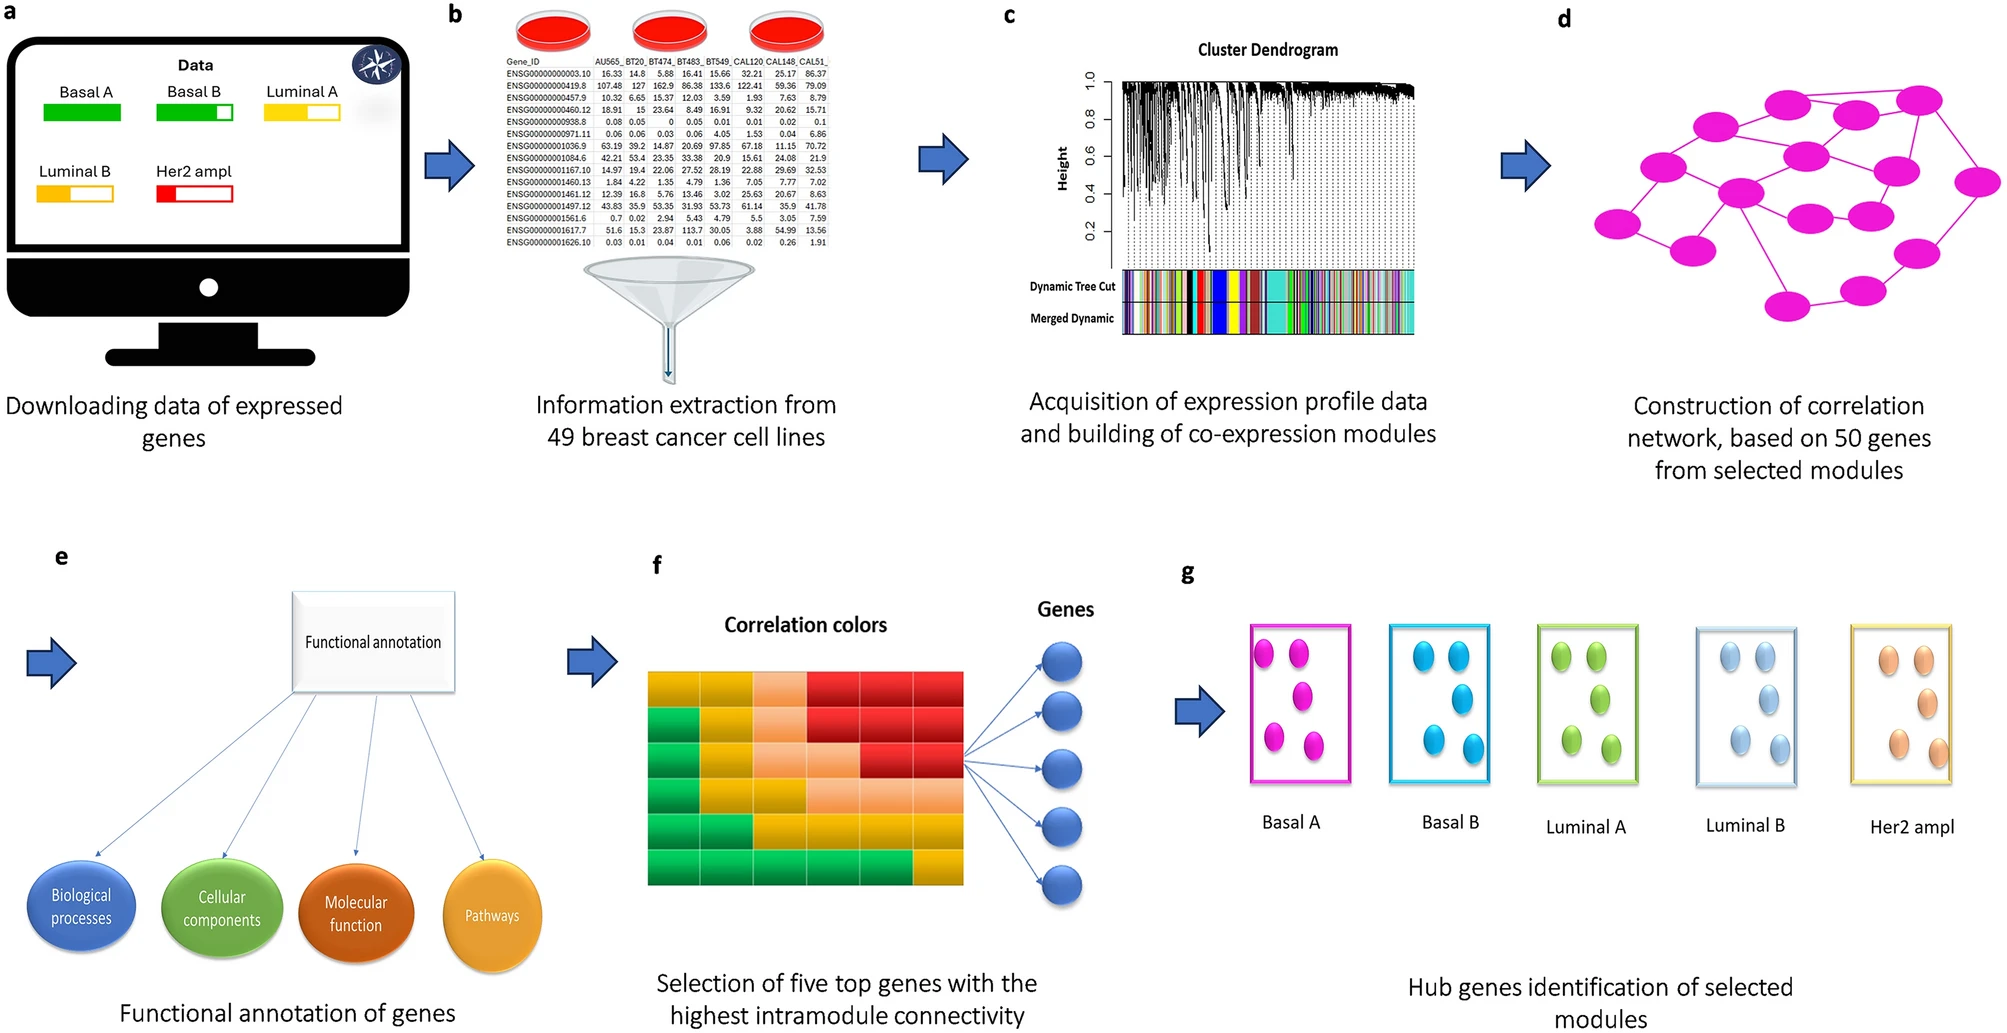 a
Data
Basal A
Basal B
Luminal A
Luminal B
Her2 ampl
Downloading data of expressed
genes
b
Gene_ID AU565_ BT20_ BT474_ BT483_ BT549_ CAL120 CAL148_ CAL51_
ENSG00000000003.10 16.33 14.8 5.88 16.41 15.66 32.21 25.17 86.37
ENSG00000000419.8 107.48 127 162.9 86.38 133.6 122.41 59.36 79.09
ENSG00000000457.9 10.32 6.65 15.37 12.03 3.59 1.93 7.63 8.79
ENSG00000000460.12 18.91 15 23.64 8.49 16.91 9.32 20.62 15.71
ENSG00000000938.8 0.08 0.05 0 0.05 0.01 0.01 0.02 0.1
ENSG00000000971.11 0.06 0.06 0.03 0.06 4.05 1.53 0.04 6.86
ENSG00000001036.9 63.19 39.2 14.87 20.69 97.85 67.18 11.15 70.72
ENSG00000001084.6 42.21 53.4 23.35 33.38 20.9 15.61 24.08 21.9
ENSG00000001167.10 14.97 19.4 22.06 27.52 28.19 22.88 29.69 32.53
ENSG00000001460.13 1.84 4.22 1.35 4.79 1.36 7.05 7.77 7.02
ENSG00000001461.12 12.39 16.8 5.76 13.46 3.02 25.63 20.67 8.63
ENSG00000001497.12 43.83 35.9 53.35 31.93 53.73 61.14 35.9 41.78
ENSG00000001561.6 0.7 0.02 2.94 5.43 4.79 5.5 3.05 7.59
ENSG00000001617.7 51.6 15.3 23.87 113.7 30.05 3.88 54.99 13.56
ENSG00000001626.10 0.03 0.01 0.04 0.01 0.06 0.02 0.26 1.91
Information extraction from
49 breast cancer cell lines
c
Cluster Dendrogram
Height
1.0
0.8
0.6
0.4
0.2
Dynamic Tree Cut
Merged Dynamic
Acquisition of expression profile data
and building of co-expression modules
d
Construction of correlation
network, based on 50 genes
from selected modules
e
Functional annotation
Biological
processes
Cellular
components
Molecular
function
Pathways
Functional annotation of genes
f
Correlation colors
Genes
Selection of five top genes with the
highest intramodule connectivity
g
Basal A
Basal B
Luminal A
Luminal B
Her2 ampl
Hub genes identification of selected
modules